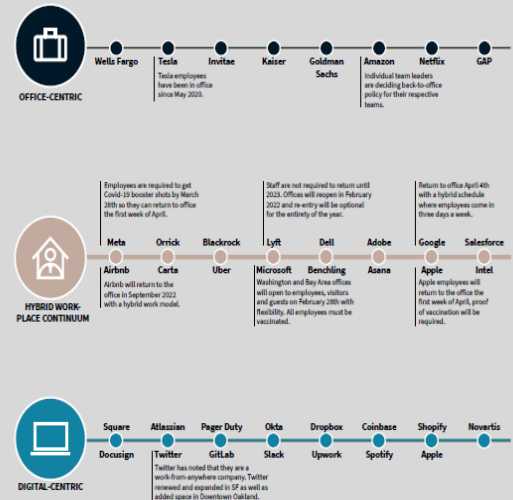 Wells Fargo Tesla Invitae Kaiser Goldman Amazon Netflix GAP
Sachs
Tesla employees
have been in office
since May 2020.
Individual team leaders
are deciding back-to-office
policy for their respective
teams.
OFFICE-CENTRIC
Employees are required to get
Covid-19 booster shots by March
28th so they can return to office
the first week of April.
Staff are not required to return until
2023. Offices will reopen in February
2022 and re-entry will be optional
for the entirety of the year.
Return to office April 4th
with a hybrid schedule
where employees come in
three days a week.
Meta Orrick Blackrock Lyft Dell Adobe Google Salesforce
Airbnb Carta Uber Microsoft Benchling Asana Apple Intel
Airbnb will return to the
office in September 2022
with a hybrid work model.
Washington and Bay Area offices
will open to employees, visitors
and guests on February 28th with
flexibility. All employees must be
vaccinated.
Apple employees will
return to the office the
first week of April, proof
of vaccination will be
required.
HYBRID WORK-
PLACE CONTINUUM
Square Atlassian Pager Duty Okta Dropbox Coinbase Shopify Novartis
Docusign Twitter GitLab Slack Upwork Spotify Apple
Twitter has noted that they are a
work-from-anywhere company. Twitter
renewed and expanded in SF as well as
added space in Downtown Oakland.
DIGITAL-CENTRIC